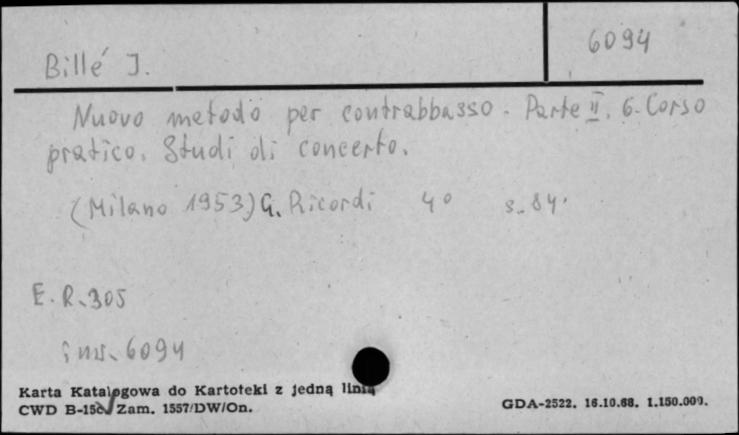 Billé J.
6094
Nuovo metodo per contrabbasso. Parte II. 6. Corso
pratico. Studi di concerto.
(Milano 1953) G. Ricordi 4° s. 84.
E. R. 305
inw. 6094
Karta Katalogowa do Kartoteki z jedną linią
CWD B-156 Zam. 1557/DW/On.
GDA-2522. 16.10.68. 1.150.000.